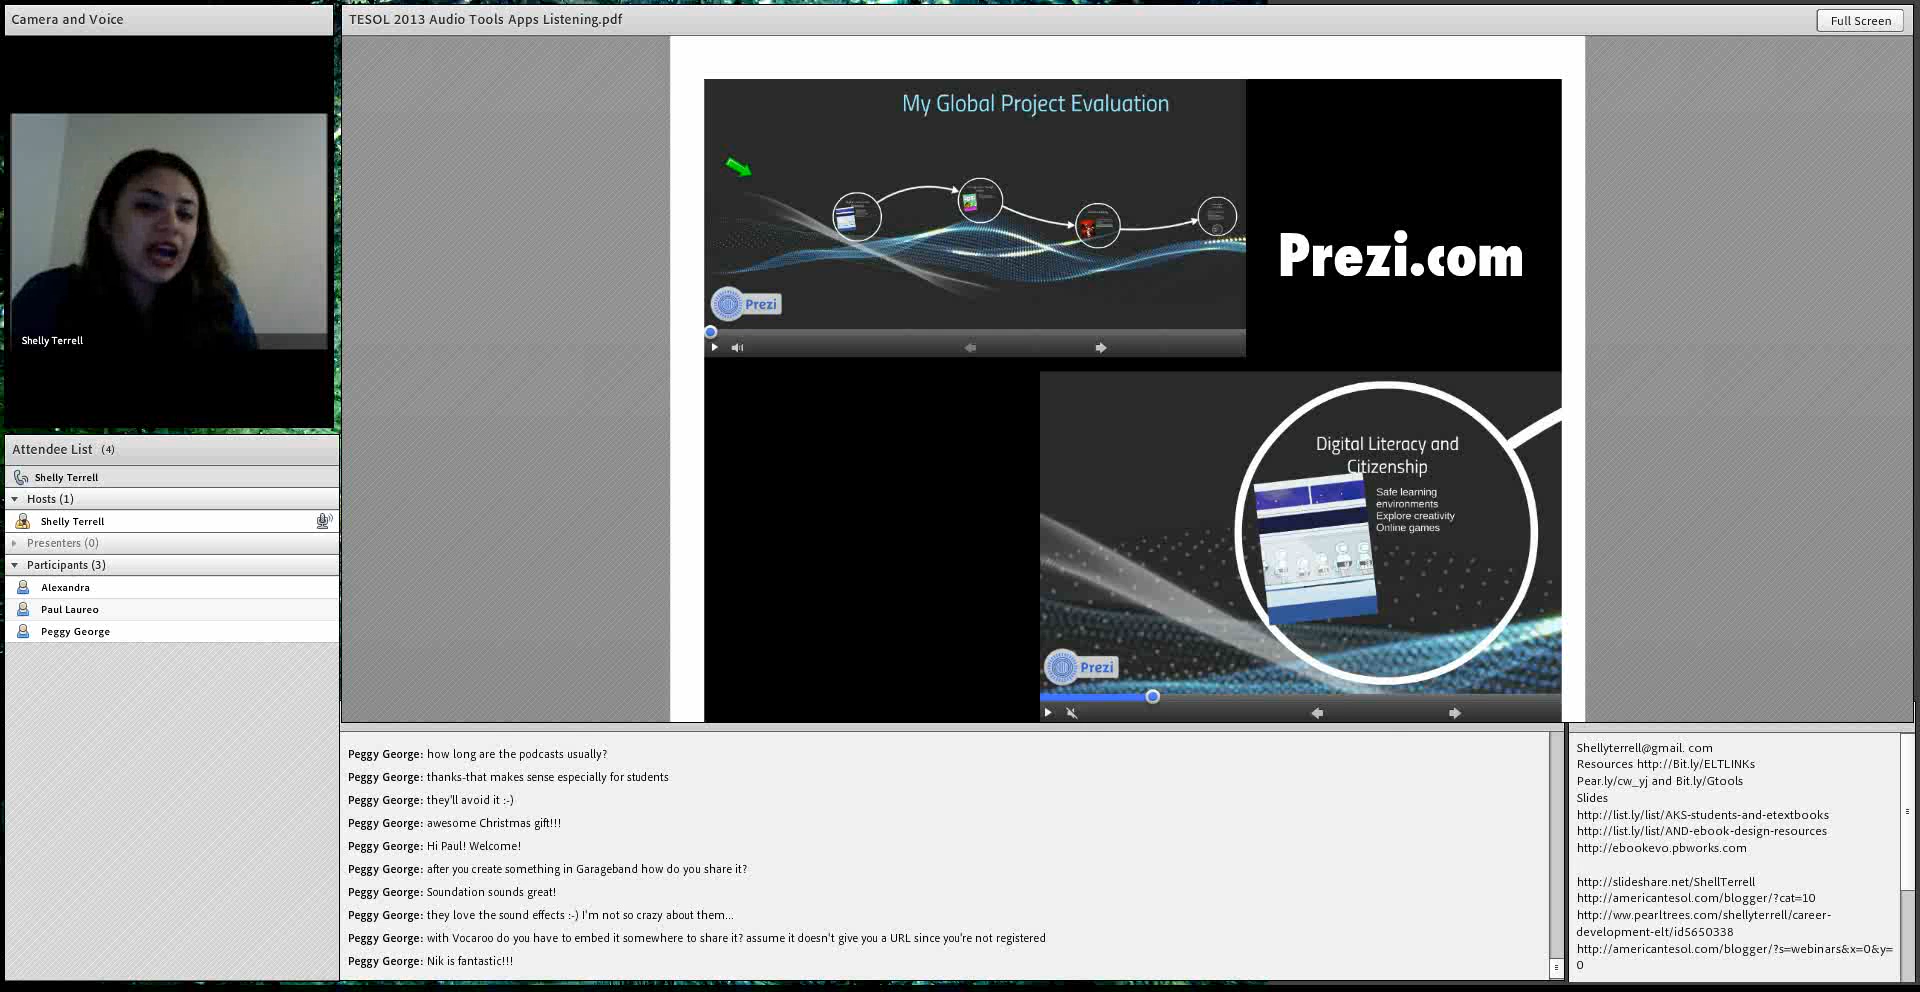 Camera and Voice
Shelly Terrell
Attendee List (4)
Shelly Terrell
Hosts (1)
Shelly Terrell
Presenters (0)
Participants (3)
Alexandra
Paul Laureo
Peggy George
TESOL 2013 Audio Tools Apps Listening.pdf
Full Screen
My Global Project Evaluation
Prezi
Prezi.com
Digital Literacy and
Citizenship
Safe learning
environments
Explore creativity
Online games
Prezi
Peggy George: how long are the podcasts usually?
Peggy George: thanks-that makes sense especially for students
Peggy George: they'll avoid it :-)
Peggy George: awesome Christmas gift!!!
Peggy George: Hi Paul! Welcome!
Peggy George: after you create something in Garageband how do you share it?
Peggy George: Soundation sounds great!
Peggy George: they love the sound effects :-) I'm not so crazy about them...
Peggy George: with Vocaroo do you have to embed it somewhere to share it? assume it doesn't give you a URL since you're not registered
Peggy George: Nik is fantastic!!!
Shellyterrell@gmail. com
Resources http://Bit.ly/ELTLINKs
Pear.ly/cw_yj and Bit.ly/Gtools
Slides
http://list.ly/list/AKS-students-and-etextbooks
http://list.ly/list/AND-ebook-design-resources
http://ebookevo.pbworks.com
http://slideshare.net/ShellTerrell
http://americantesol.com/blogger/?cat=10
http://ww.pearltrees.com/shellyterrell/career-
development-elt/id5650338
http://americantesol.com/blogger/?s=webinars&x=0&y=
0